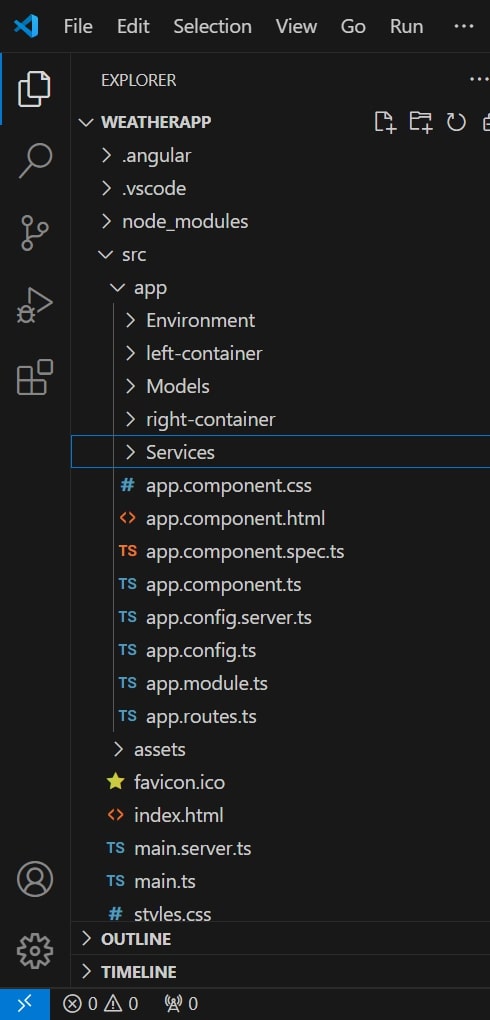 File Edit Selection View Go Run ...
EXPLORER ...
WEATHERAPP
.angular
.vscode
node_modules
src
app
Environment
left-container
Models
right-container
Services
# app.component.css
<> app.component.html
TS app.component.spec.ts
TS app.component.ts
TS app.config.server.ts
TS app.config.ts
TS app.module.ts
TS app.routes.ts
assets
favicon.ico
<> index.html
TS main.server.ts
TS main.ts
# styles.css
OUTLINE
TIMELINE
0 0 0